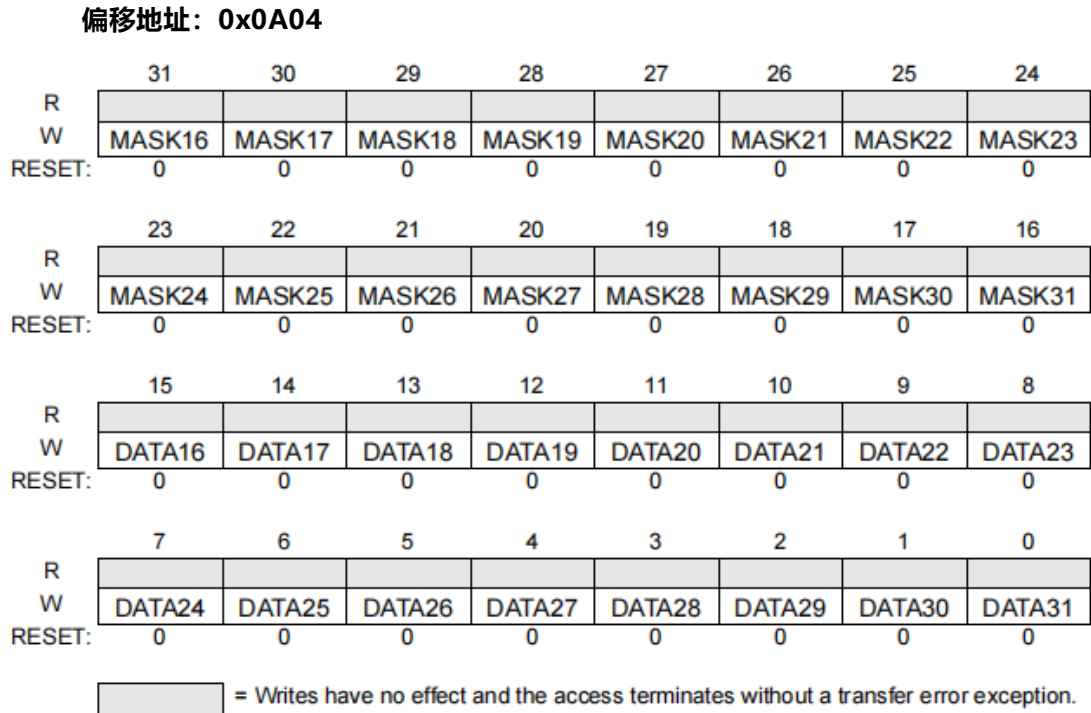 偏移地址：0x0A04
31 30 29 28 27 26 25 24
R
W MASK16 MASK17 MASK18 MASK19 MASK20 MASK21 MASK22 MASK23
RESET: 0 0 0 0 0 0 0 0
23 22 21 20 19 18 17 16
R
W MASK24 MASK25 MASK26 MASK27 MASK28 MASK29 MASK30 MASK31
RESET: 0 0 0 0 0 0 0 0
15 14 13 12 11 10 9 8
R
W DATA16 DATA17 DATA18 DATA19 DATA20 DATA21 DATA22 DATA23
RESET: 0 0 0 0 0 0 0 0
7 6 5 4 3 2 1 0
R
W DATA24 DATA25 DATA26 DATA27 DATA28 DATA29 DATA30 DATA31
RESET: 0 0 0 0 0 0 0 0
= Writes have no effect and the access terminates without a transfer error exception.